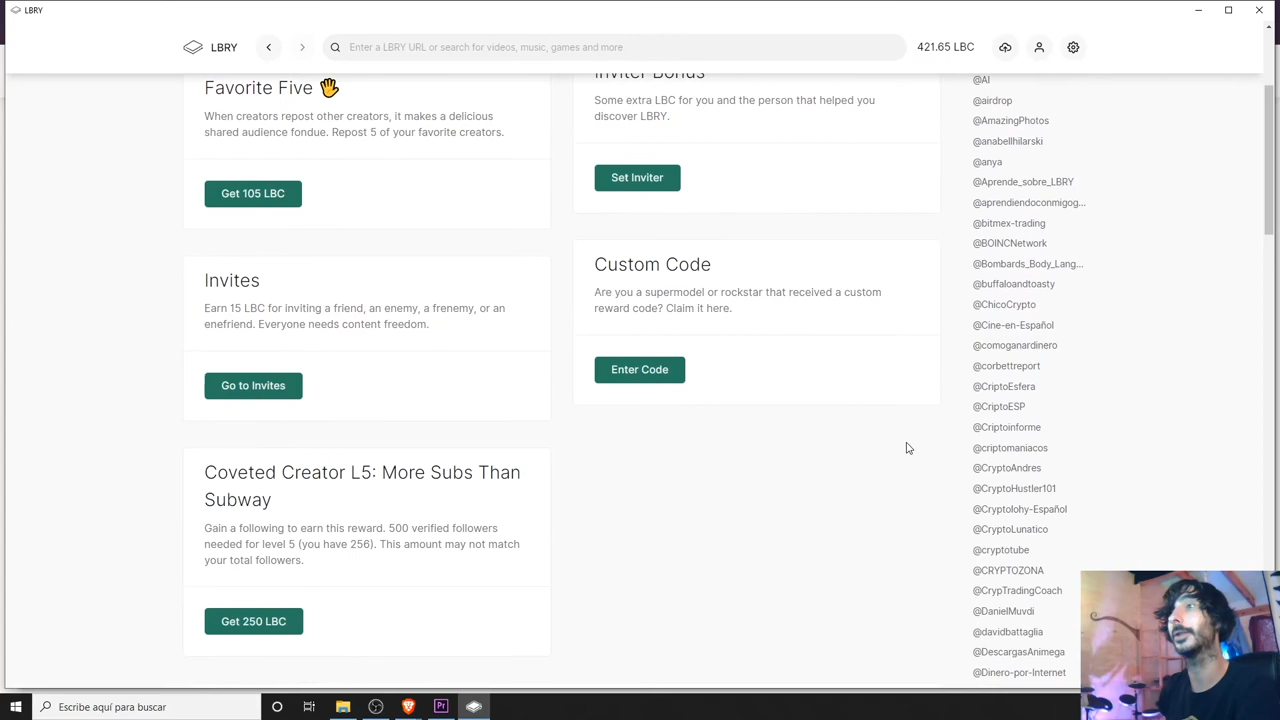 LBRY
LBRY
Enter a LBRY URL or search for videos, music, games and more
421.65 LBC
Favorite Five 🖐
When creators repost other creators, it makes a delicious
shared audience fondue. Repost 5 of your favorite creators.
Get 105 LBC
Invites
Earn 15 LBC for inviting a friend, an enemy, a frenemy, or an
enefriend. Everyone needs content freedom.
Go to Invites
Coveted Creator L5: More Subs Than
Subway
Gain a following to earn this reward. 500 verified followers
needed for level 5 (you have 256). This amount may not match
your total followers.
Get 250 LBC
Inviter Bonus
Some extra LBC for you and the person that helped you
discover LBRY.
Set Inviter
Custom Code
Are you a supermodel or rockstar that received a custom
reward code? Claim it here.
Enter Code
@AI
@airdrop
@AmazingPhotos
@anabellhilarski
@anya
@Aprende_sobre_LBRY
@aprendiendoconmigog...
@bitmex-trading
@BOINCNetwork
@Bombards_Body_Lang...
@buffaloandtoasty
@ChicoCrypto
@Cine-en-Español
@comoganardinero
@corbettreport
@CriptoEsfera
@CriptoESP
@Criptoinforme
@criptomaniacos
@CryptoAndres
@CryptoHustler101
@Cryptolohy-Español
@CryptoLunatico
@cryptotube
@CRYPTOZONA
@CrypTradingCoach
@DanielMuvdi
@davidbattaglia
@DescargasAnimega
@Dinero-por-Internet
Escribe aquí para buscar
Pr